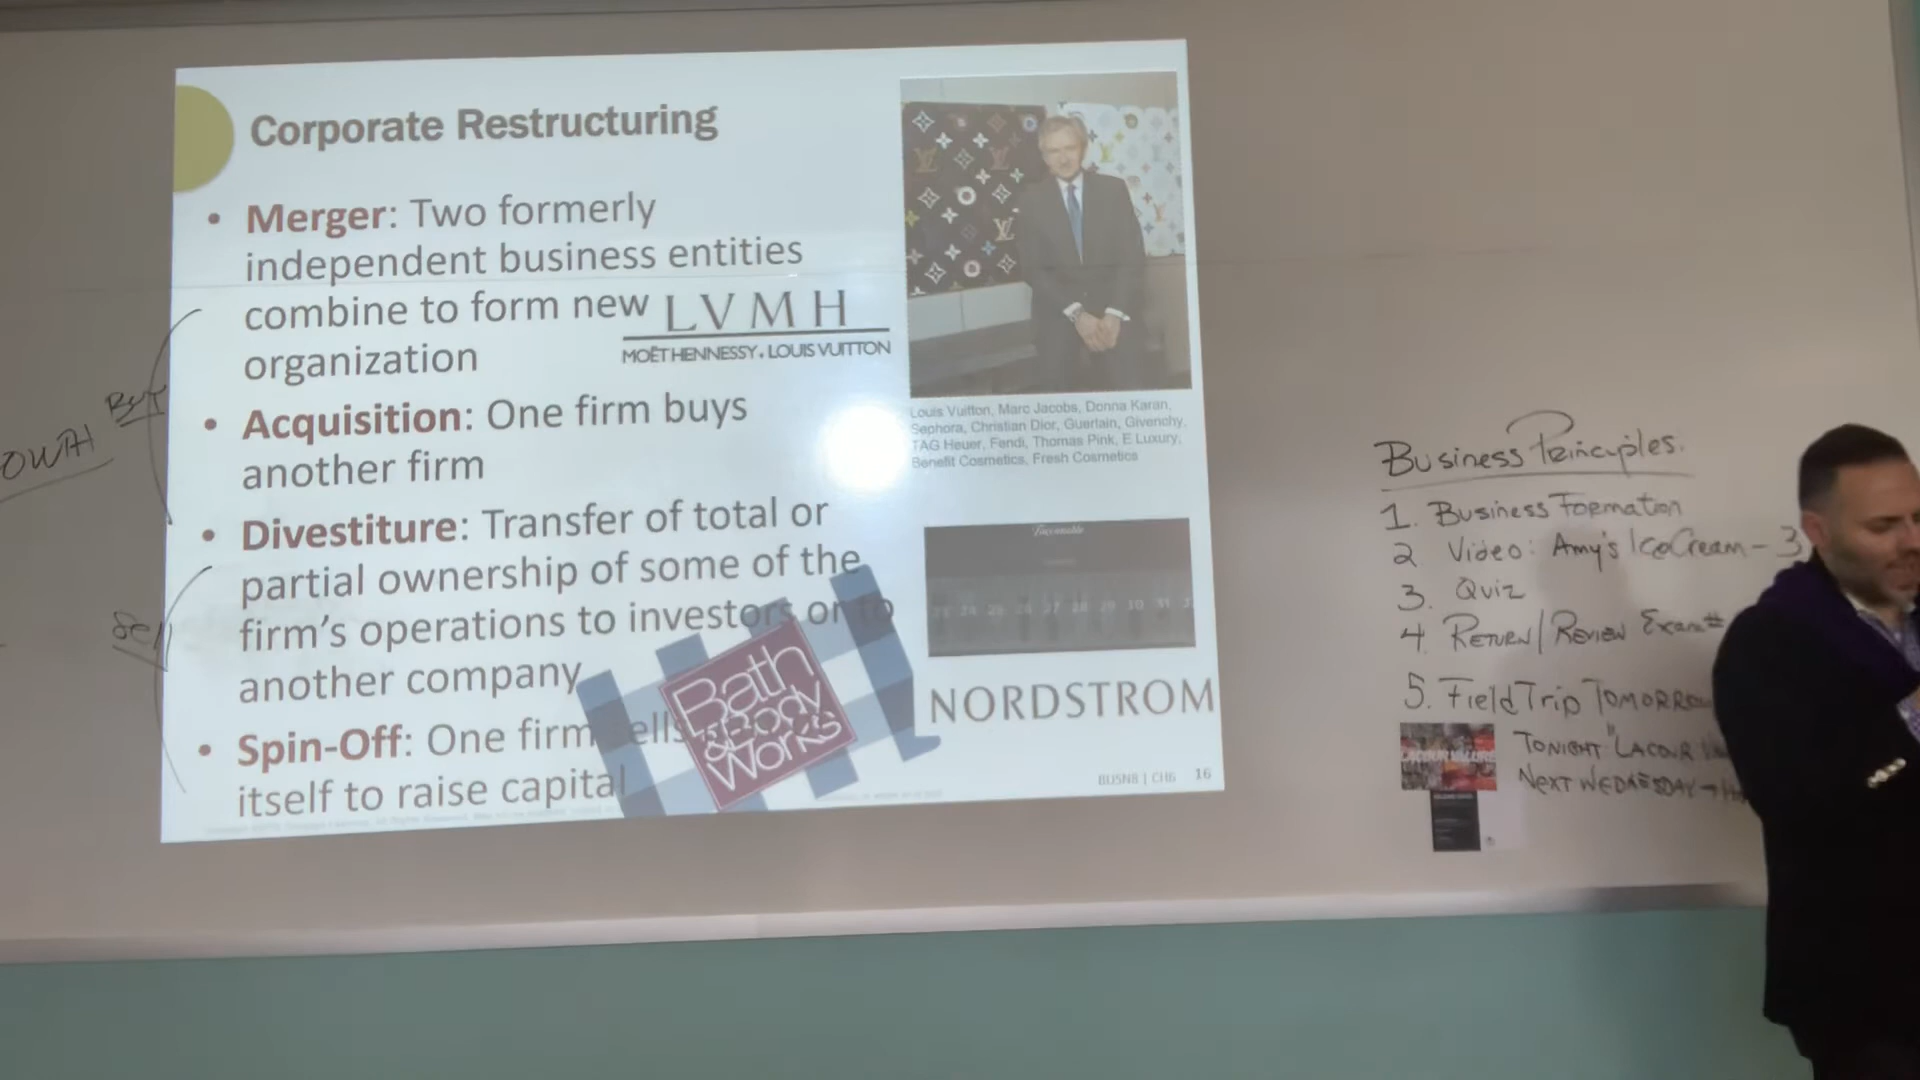 Corporate Restructuring
• Merger: Two formerly
independent business entities
combine to form new
organization
LVMH
MOËT HENNESSY. LOUIS VUITTON
• Acquisition: One firm buys
another firm
• Divestiture: Transfer of total or
partial ownership of some of the
firm's operations to investors or to
another company
• Spin-Off: One firm sells
itself to raise capital
Bath
& Body
Works
Louis Vuitton, Marc Jacobs, Donna Karan,
Sephora, Christian Dior, Guerlain, Givenchy,
TAG Heuer, Fendi, Thomas Pink, E Luxury,
Benefit Cosmetics, Fresh Cosmetics
NORDSTROM
BUSN8 | CH6 16
OWTH
BUY
Sell
Business Principles:
1. Business Formation
2 Video: Amy's IceCream - 3
3. Quiz
4 RETURN/REVIEW Exam #
5. Field Trip TOMORRO
TONIGHT "LACOUR
NEXT WEDNESDAY →